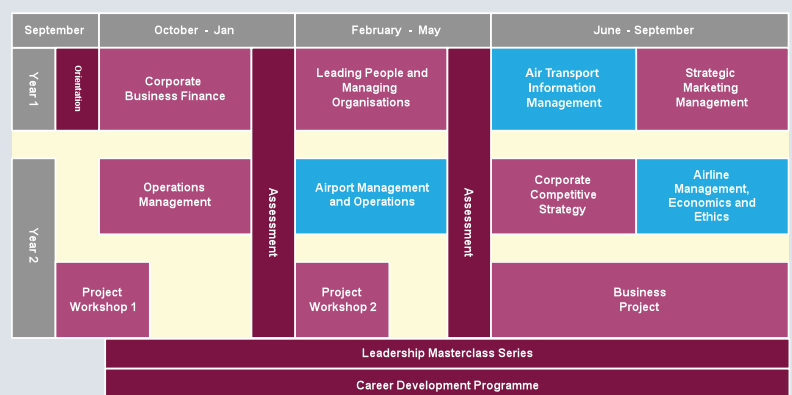 September
October - Jan
February - May
June - September
Year 1
Orientation
Corporate
Business Finance
Leading People and
Managing
Organisations
Air Transport
Information
Management
Strategic
Marketing
Management
Year 2
Operations
Management
Assessment
Airport Management
and Operations
Assessment
Corporate
Competitive
Strategy
Airline
Management,
Economics and
Ethics
Project
Workshop 1
Project
Workshop 2
Business
Project
Leadership Masterclass Series
Career Development Programme